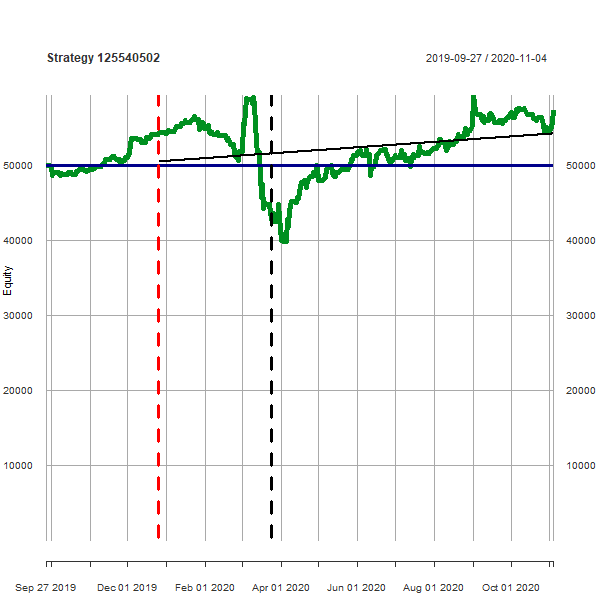 Strategy 125540502
2019-09-27 / 2020-11-04
50000
50000
40000
40000
Equity
30000
30000
20000
20000
10000
10000
Sep 27 2019
Dec 01 2019
Feb 01 2020
Apr 01 2020
Jun 01 2020
Aug 01 2020
Oct 01 2020